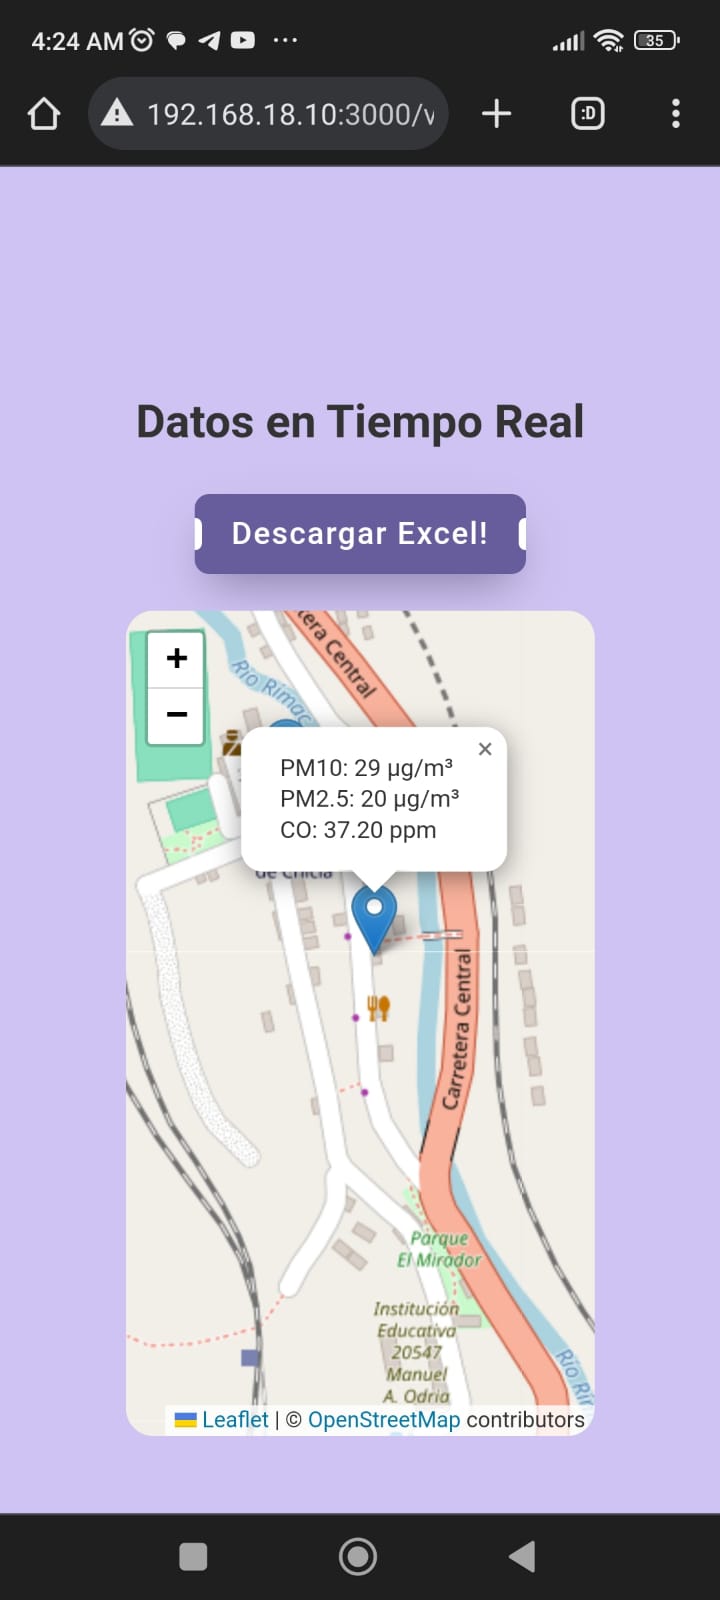 4:24 AM
35
192.168.18.10:3000/v
:D
Datos en Tiempo Real
Descargar Excel!
+
−
tera Central
Río Rímac
×
PM10: 29 µg/m³
PM2.5: 20 µg/m³
CO: 37.20 ppm
de Chicla
Carretera Central
Parque
El Mirador
Institución
Educativa
20547
Manuel
A. Odria
Río Rí
Leaflet | © OpenStreetMap contributors